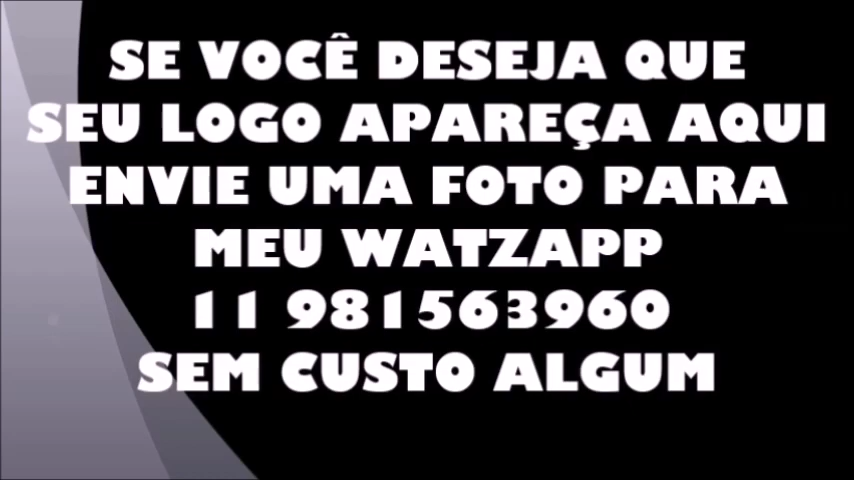 SE VOCÊ DESEJA QUE
SEU LOGO APAREÇA AQUI
ENVIE UMA FOTO PARA
MEU WATZAPP
11 981563960
SEM CUSTO ALGUM